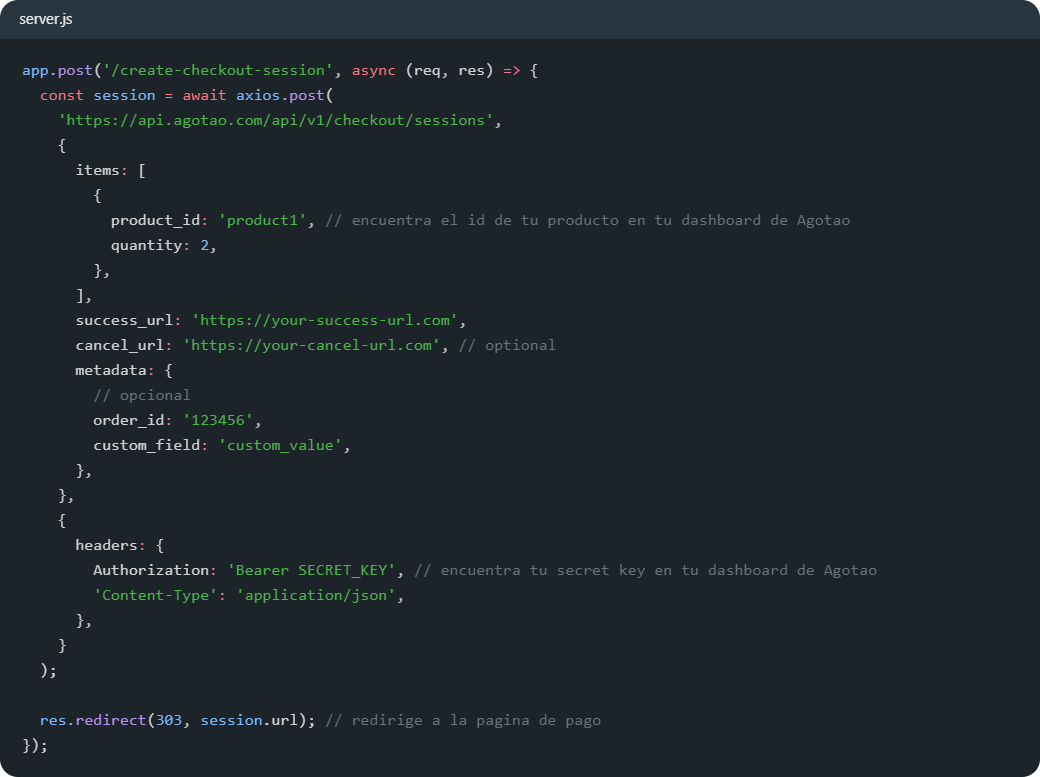 server.js
app.post('/create-checkout-session', async (req, res) => {
  const session = await axios.post(
    'https://api.agotao.com/api/v1/checkout/sessions',
    {
      items: [
        {
          product_id: 'product1', // encuentra el id de tu producto en tu dashboard de Agotao
          quantity: 2,
        },
      ],
      success_url: 'https://your-success-url.com',
      cancel_url: 'https://your-cancel-url.com', // optional
      metadata: {
        // opcional
        order_id: '123456',
        custom_field: 'custom_value',
      },
    },
    {
      headers: {
        Authorization: 'Bearer SECRET_KEY', // encuentra tu secret key en tu dashboard de Agotao
        'Content-Type': 'application/json',
      },
    }
  );

  res.redirect(303, session.url); // redirige a la pagina de pago
});